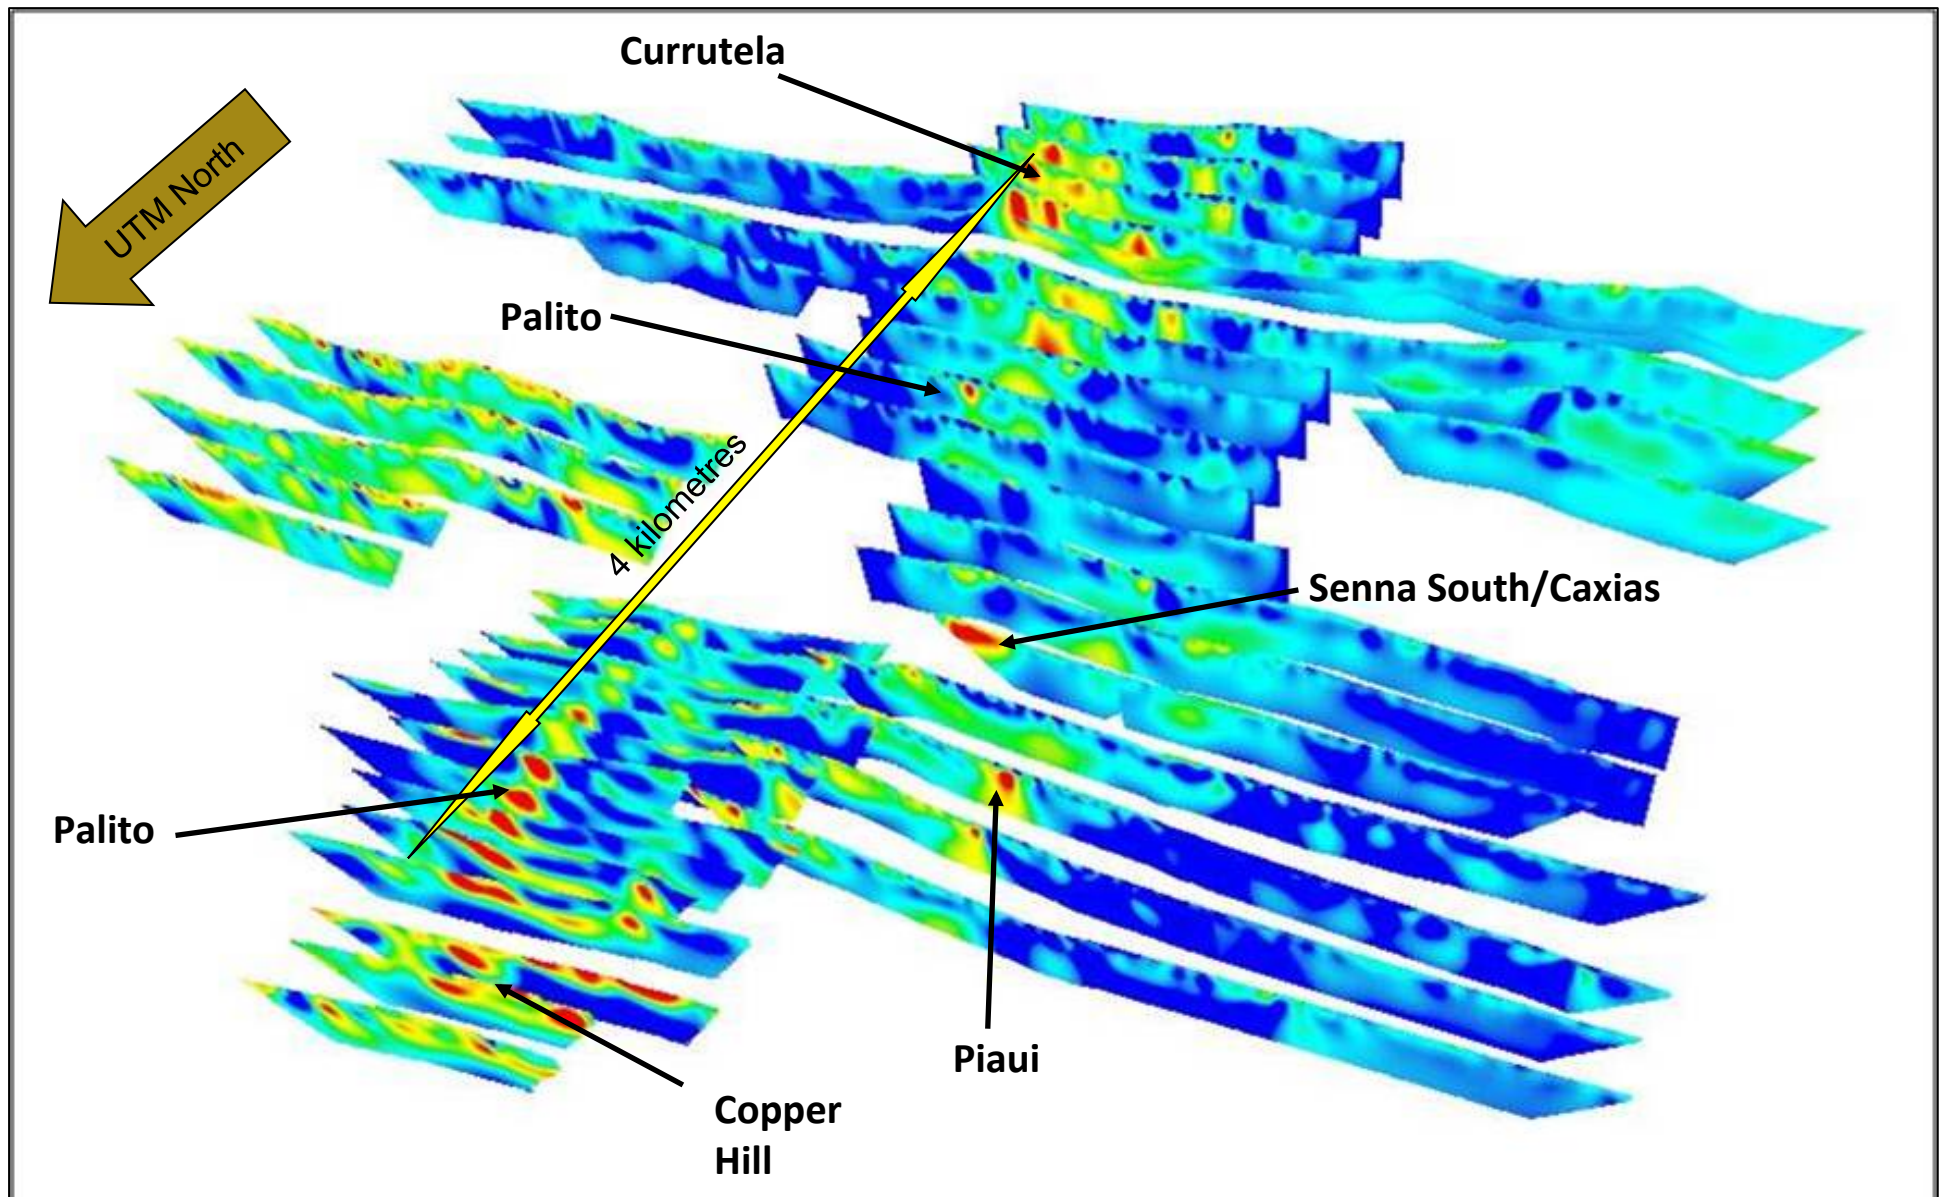 Currutela
UTM North
Palito
4 kilometres
Senna South/Caxias
Palito
Piaui
Copper
Hill